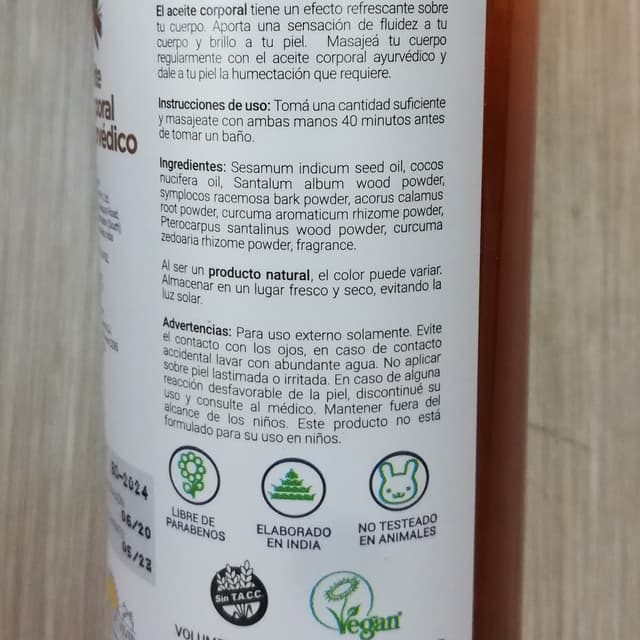 El aceite corporal tiene un efecto refrescante sobre
tu cuerpo. Aporta una sensación de fluidez a tu
cuerpo y brillo a tu piel. Masajeá tu cuerpo
regularmente con el aceite corporal ayurvédico y
dale a tu piel la humectación que requiere.
Instrucciones de uso: Tomá una cantidad suficiente
y masajeate con ambas manos 40 minutos antes
de tomar un baño.
Ingredientes: Sesamum indicum seed oil, cocos
nucifera oil, Santalum album wood powder,
symplocos racemosa bark powder, acorus calamus
root powder, curcuma aromaticum rhizome powder,
Pterocarpus santalinus wood powder, curcuma
zedoaria rhizome powder, fragrance.
Al ser un producto natural, el color puede variar.
Almacenar en un lugar fresco y seco, evitando la
luz solar.
Advertencias: Para uso externo solamente. Evite
el contacto con los ojos, en caso de contacto
accidental lavar con abundante agua. No aplicar
sobre piel lastimada o irritada. En caso de alguna
reacción desfavorable de la piel, discontinué su
uso y consulte al médico. Mantener fuera del
alcance de los niños. Este producto no está
formulado para su uso en niños.
LIBRE DE
PARABENOS
ELABORADO
EN INDIA
NO TESTEADO
EN ANIMALES
Sin T.A.C.C.
Vegan
06/20
05/23